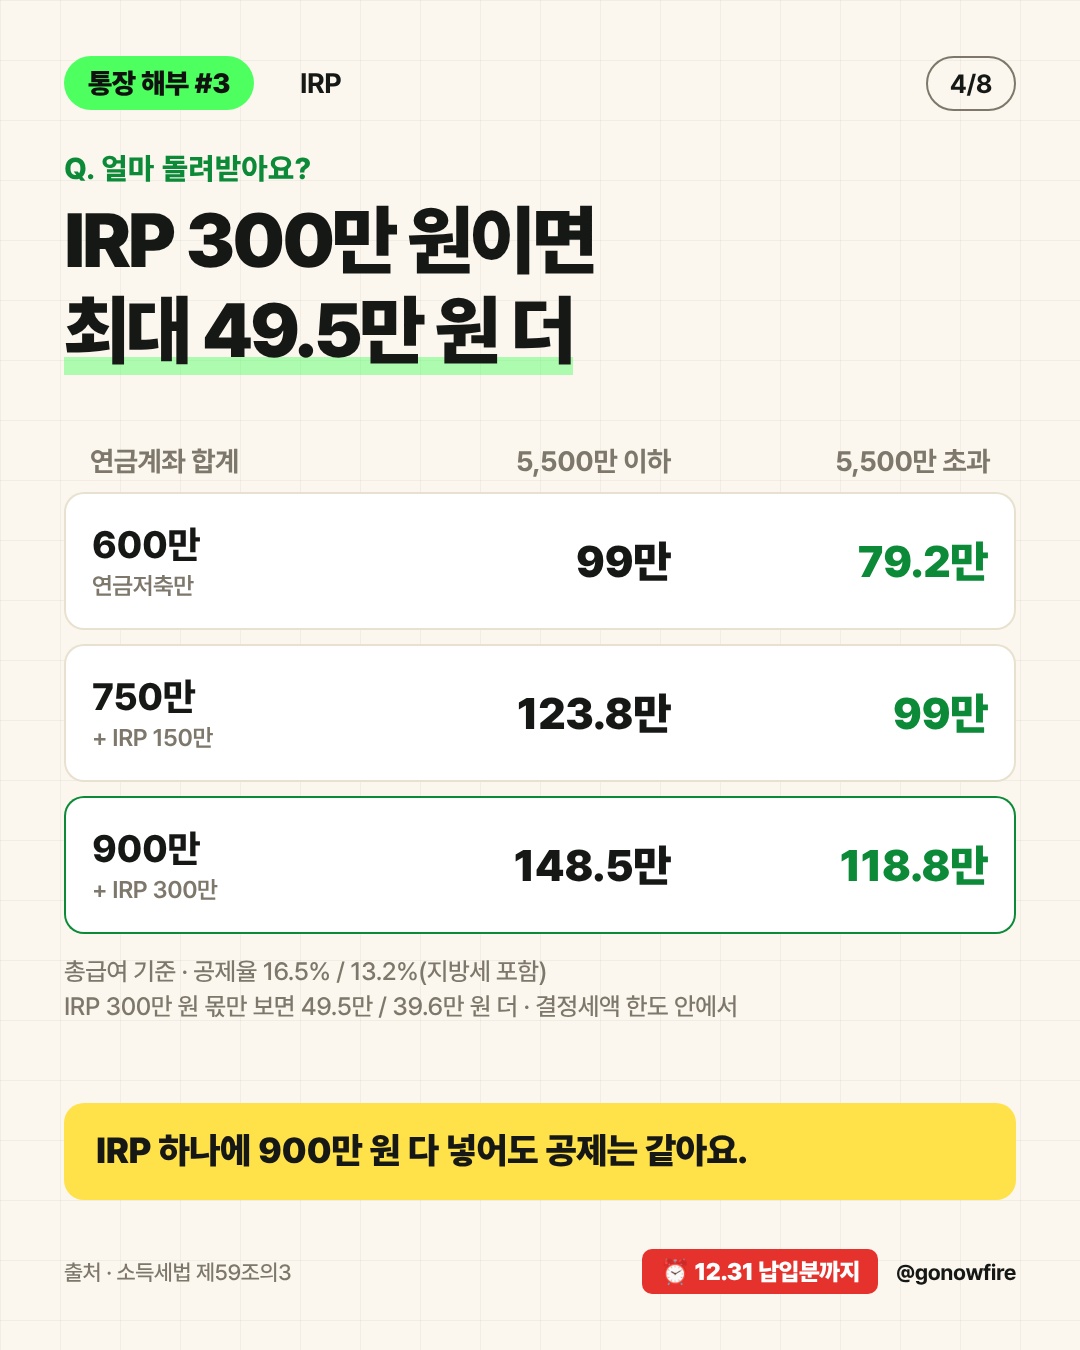 통장 해부 #3
IRP
4/8
Q. 얼마 돌려받아요?
IRP 300만 원이면
최대 49.5만 원 더
연금계좌 합계 5,500만 이하 5,500만 초과
600만
연금저축만
99만
79.2만
750만
+ IRP 150만
123.8만
99만
900만
+ IRP 300만
148.5만
118.8만
총급여 기준 · 공제율 16.5% / 13.2%(지방세 포함)
IRP 300만 원 몫만 보면 49.5만 / 39.6만 원 더 · 결정세액 한도 안에서
IRP 하나에 900만 원 다 넣어도 공제는 같아요.
출처 · 소득세법 제59조의3
⏰ 12.31 납입분까지
@gonowfire